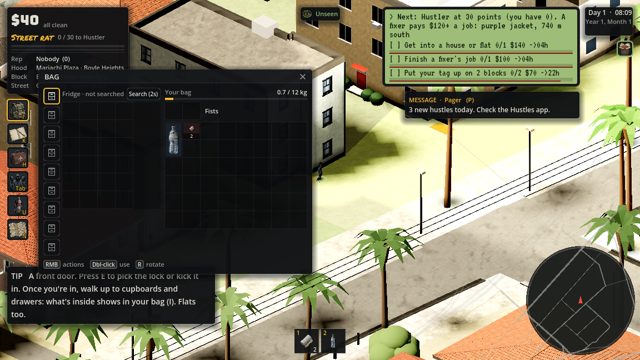 $40 all clean
STREET RAT 0 / 30 to Hustler
Rep Nobody (0)
Hood Mariachi Plaza · Boyle Heights
Block
Street
BAG
Fridge · not searched Search (2s)
Your bag 0.7 / 12 kg
Fists
2
RMB actions Dbl-click use R rotate
TIP A front door. Press E to pick the lock or kick it
in. Once you're in, walk up to cupboards and
drawers: what's inside shows in your bag (I). Flats
too.
Unseen
> Next: Hustler at 30 points (you have 0). A
fixer pays $120+ a job: purple jacket, 740 m
south
[ ] Get into a house or flat 0/1 $140 ->04h
[ ] Finish a fixer's job 0/1 $100 ->04h
[ ] Put your tag up on 2 blocks 0/2 $70 ->22h
MESSAGE · Pager (P)
3 new hustles today. Check the Hustles app.
Day 1 · 08:09
Year 1, Month 1
H
Tab
U
1
2
2